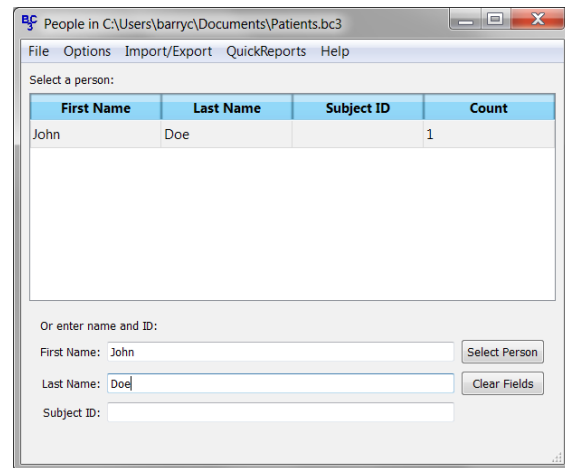 BC3 People in C:\Users\barryc\Documents\Patients.bc3
File Options Import/Export QuickReports Help
Select a person:
First Name Last Name Subject ID Count
John Doe 1
Or enter name and ID:
First Name: John Select Person
Last Name: Doe Clear Fields
Subject ID: